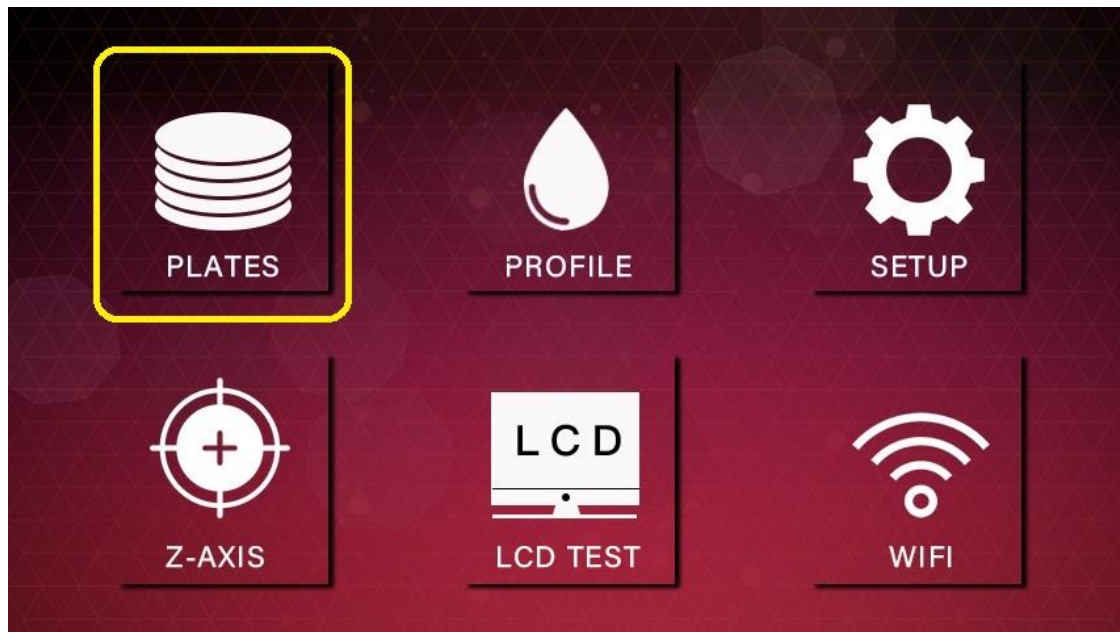 PLATES
PROFILE
SETUP
LCD
Z-AXIS
LCD TEST
WIFI